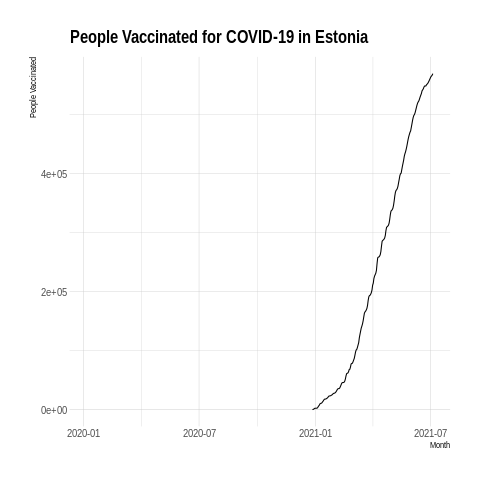 People Vaccinated for COVID-19 in Estonia
People Vaccinated
4e+05
2e+05
0e+00
2020-01 2020-07 2021-01 2021-07
Month